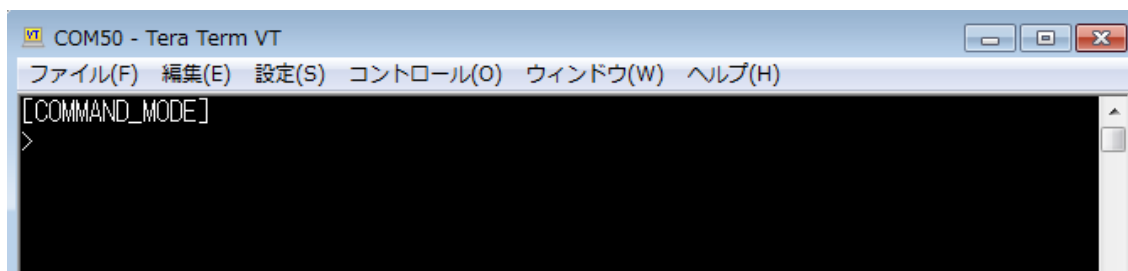 COM50 - Tera Term VT
ファイル(F) 編集(E) 設定(S) コントロール(O) ウィンドウ(W) ヘルプ(H)
[COMMAND_MODE]
>